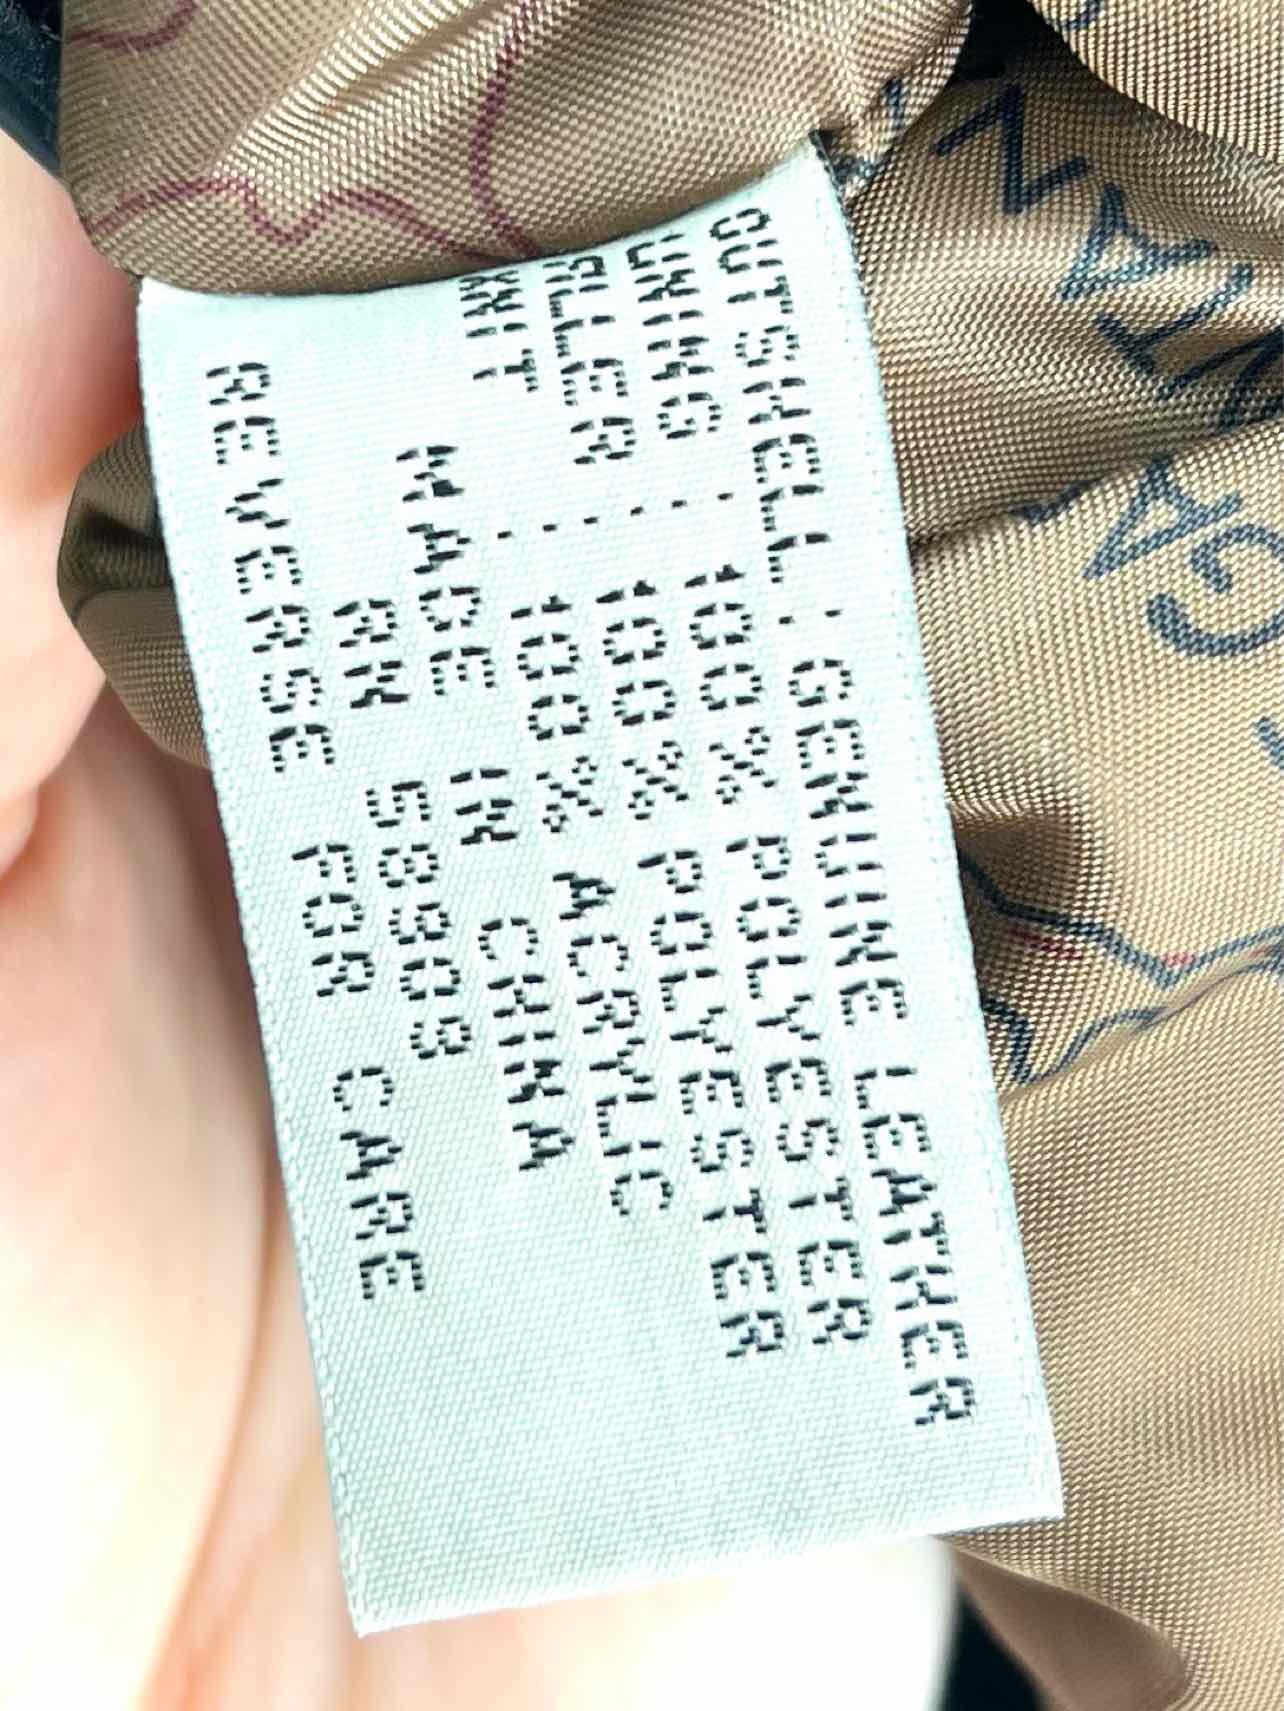 OUTSHELL : GENUINE LEATHER
LINING : 100% POLYESTER
FILLER : 100% POLYESTER
KNIT : 100% ACRYLIC
MADE IN CHINA
RN 58909
REVERSE FOR CARE